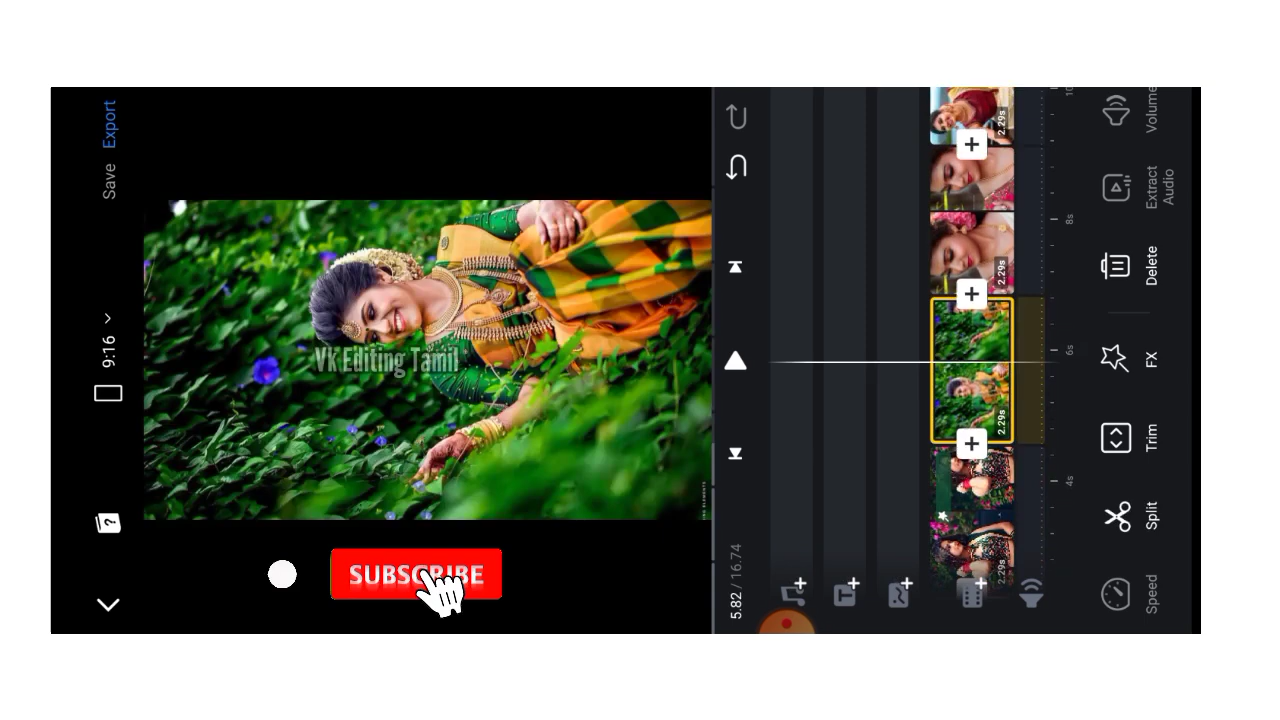 Save Export
9:16
VK Editing Tamil
SUBSCRIBE
5.82 / 16.74
2.29s
2.29s
2.29s
2.29s
4s
6s
8s
10
Speed
Split
Trim
FX
Delete
Extract
Audio
Volume